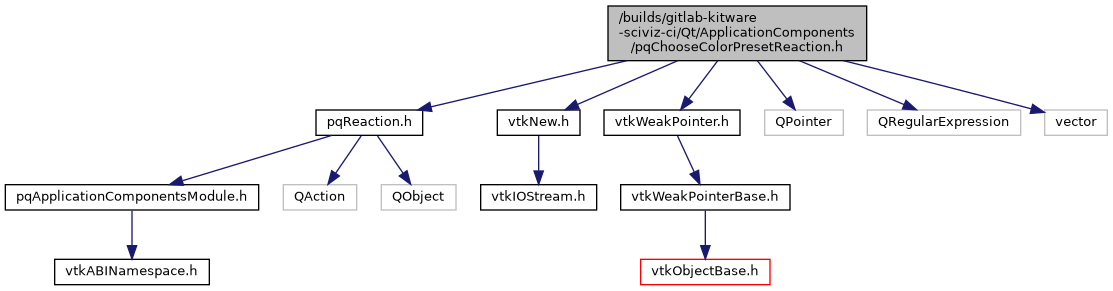 /builds/gitlab-kitware
-sciviz-ci/Qt/ApplicationComponents
/pqChooseColorPresetReaction.h
pqReaction.h
vtkNew.h
vtkWeakPointer.h
QPointer
QRegularExpression
vector
pqApplicationComponentsModule.h
QAction
QObject
vtkIOStream.h
vtkWeakPointerBase.h
vtkABINamespace.h
vtkObjectBase.h